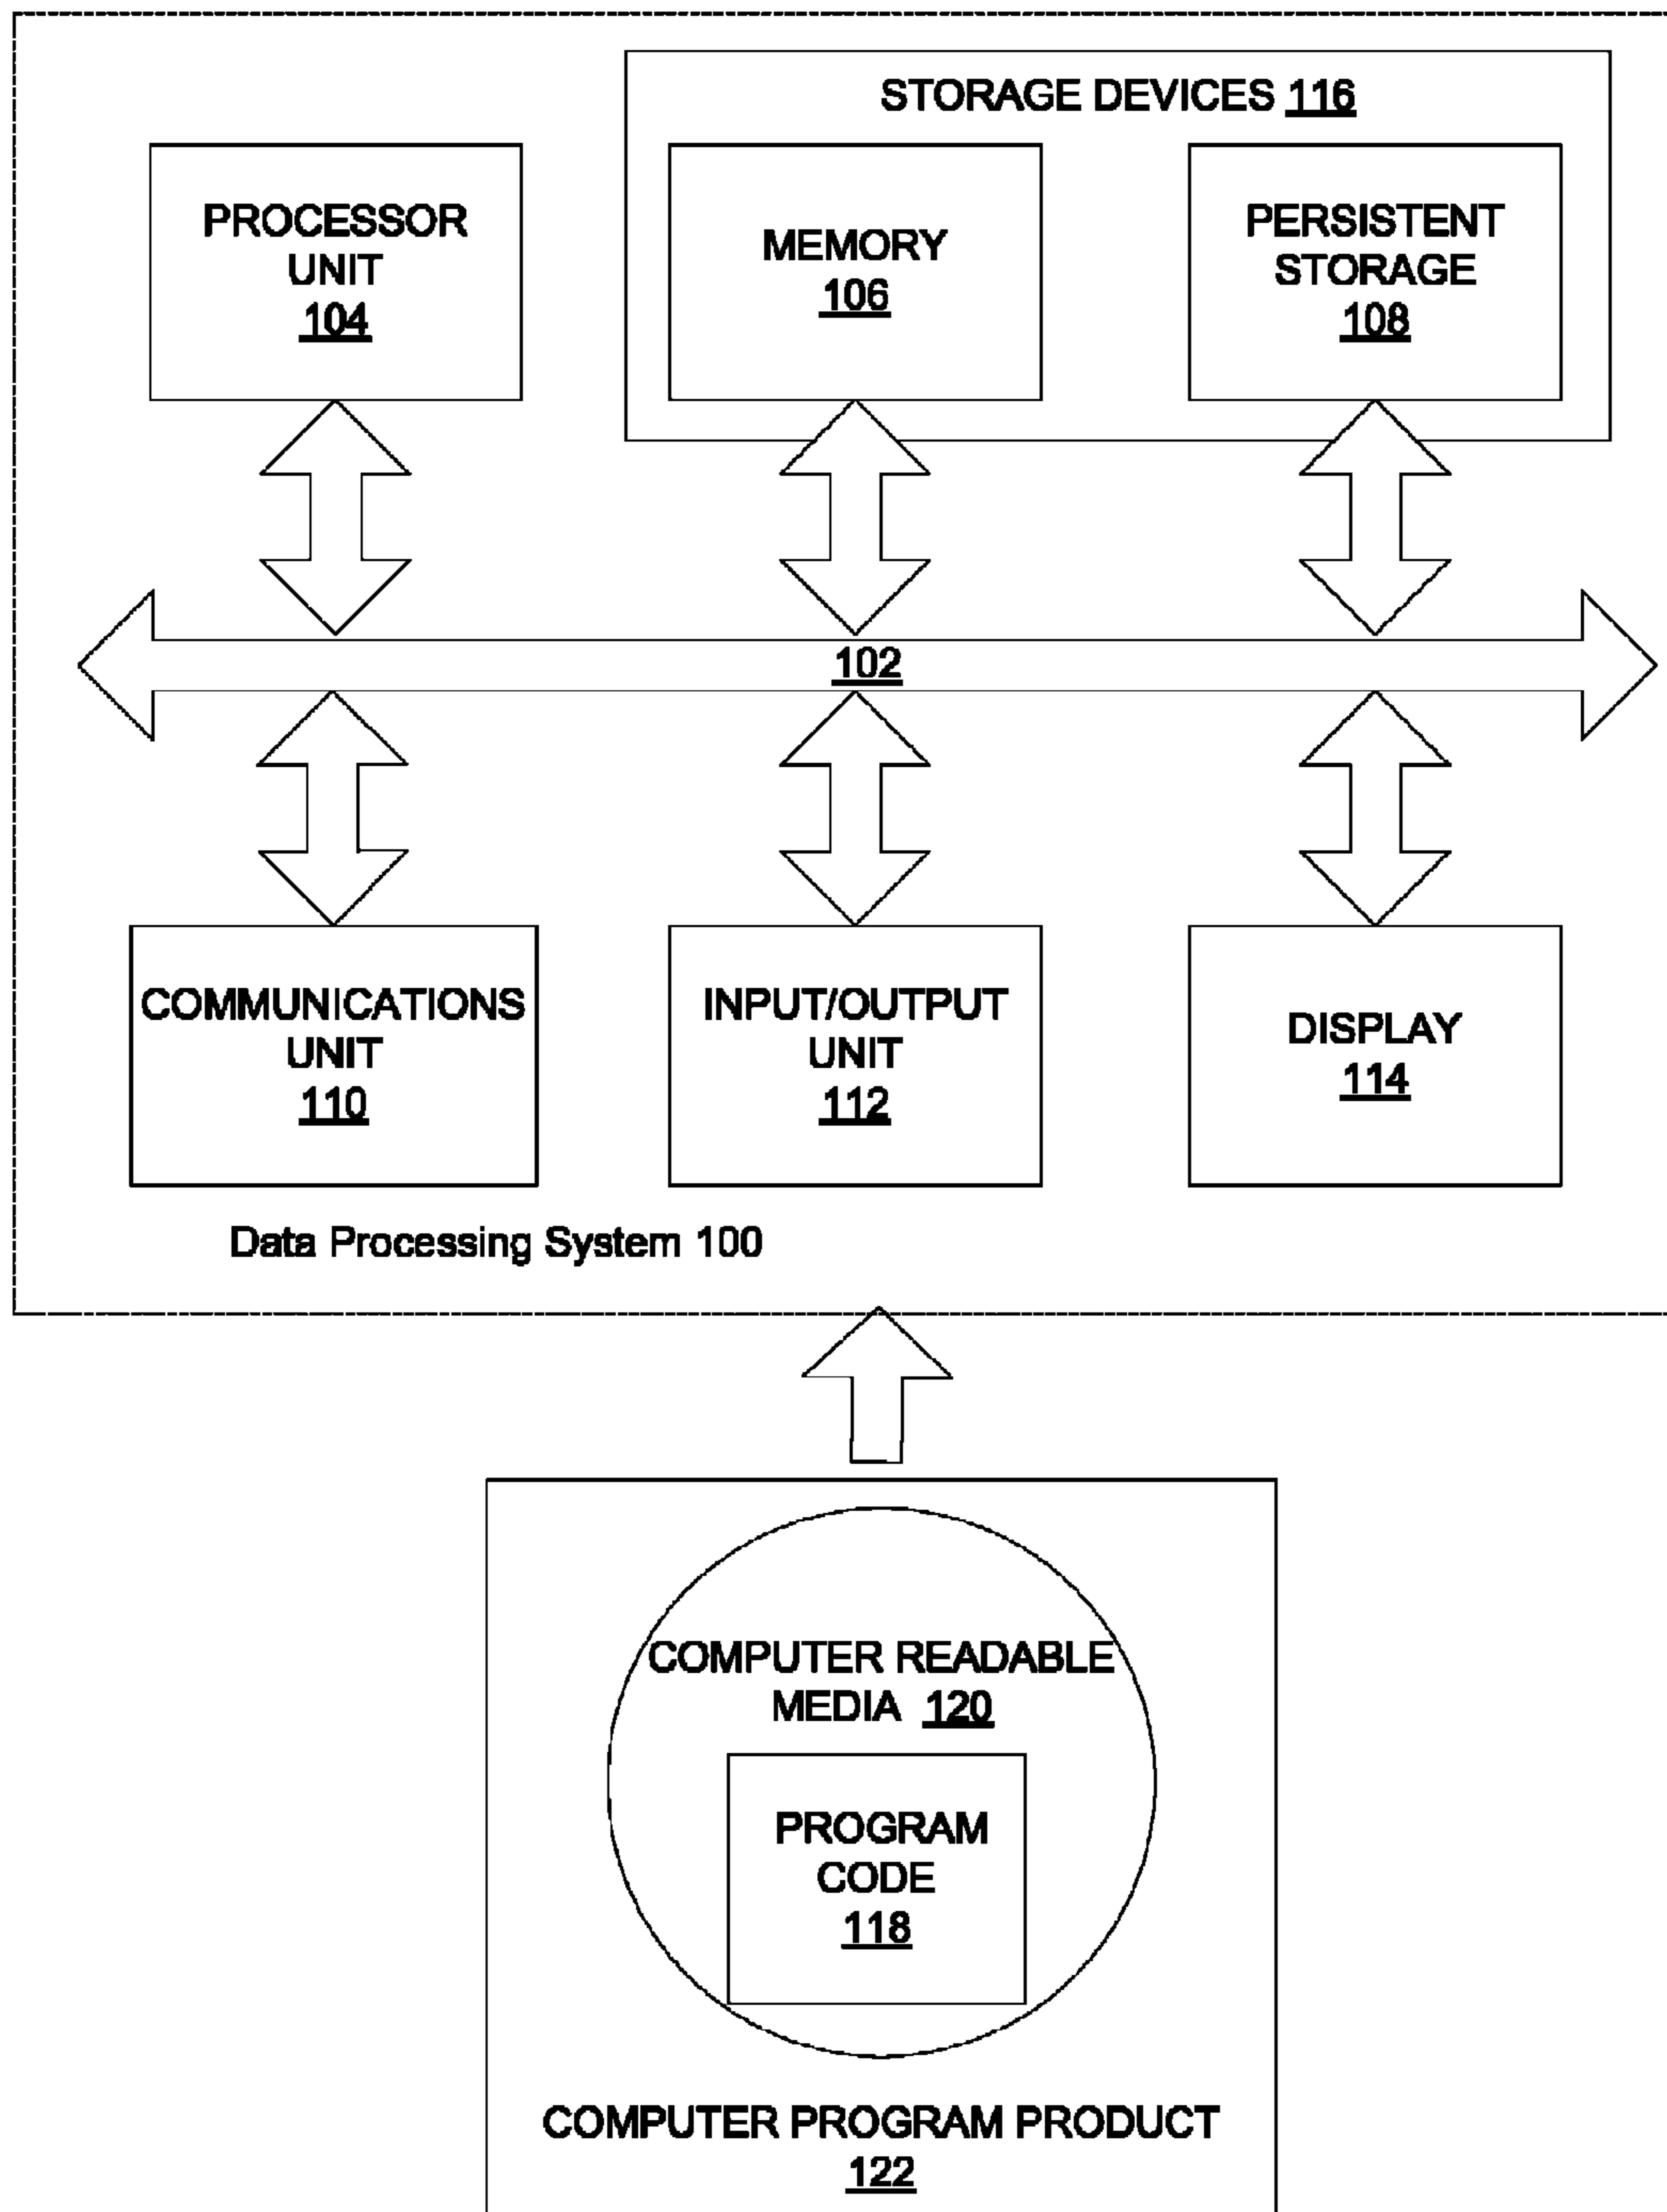 STORAGE DEVICES 116
PROCESSOR
UNIT
104
MEMORY
106
PERSISTENT
STORAGE
108
102
COMMUNICATIONS
UNIT
110
INPUT/OUTPUT
UNIT
112
DISPLAY
114
Data Processing System 100
COMPUTER READABLE
MEDIA 120
PROGRAM
CODE
118
COMPUTER PROGRAM PRODUCT
122